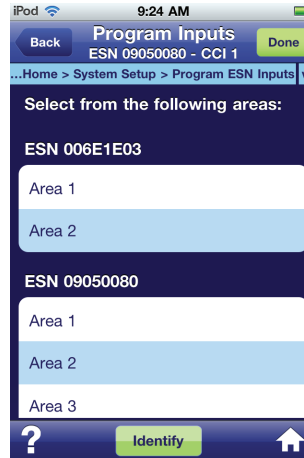 iPod 9:24 AM
Back
Program Inputs
ESN 09050080 - CCI 1
Done
...Home > System Setup > Program ESN Inputs
Select from the following areas:
ESN 006E1E03
Area 1
Area 2
ESN 09050080
Area 1
Area 2
Area 3
?
Identify